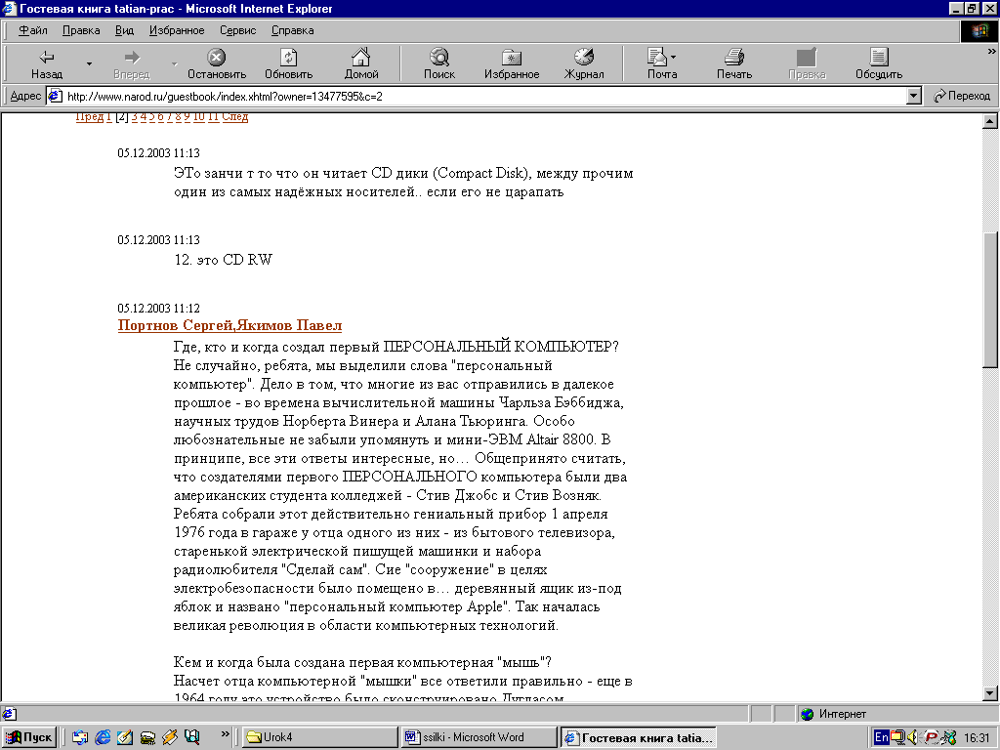 Гостевая книга tatian-prac - Microsoft Internet Explorer
Файл Правка Вид Избранное Сервис Справка
Назад Вперед Остановить Обновить Домой Поиск Избранное Журнал Почта Печать Правка Обсудить
Адрес http://www.narod.ru/guestbook/index.xhtml?owner=13477595&c=2 Переход
Пред 1 [2] 3 4 5 6 7 8 9 10 11 След
05.12.2003 11:13
ЭТо занчи т то что он читает CD дики (Compact Disk), между прочим
один из самых надёжных носителей.. если его не царапать
05.12.2003 11:13
12. это CD RW
05.12.2003 11:12
Портнов Сергей,Якимов Павел
Где, кто и когда создал первый ПЕРСОНАЛЬНЫЙ КОМПЬЮТЕР?
Не случайно, ребята, мы выделили слова "персональный
компьютер". Дело в том, что многие из вас отправились в далекое
прошлое - во времена вычислительной машины Чарльза Бэббиджа,
научных трудов Норберта Винера и Алана Тьюринга. Особо
любознательные не забыли упомянуть и мини-ЭВМ Altair 8800. В
принципе, все эти ответы интересные, но... Общепринято считать,
что создателями первого ПЕРСОНАЛЬНОГО компьютера были два
американских студента колледжей - Стив Джобс и Стив Возняк.
Ребята собрали этот действительно гениальный прибор 1 апреля
1976 года в гараже у отца одного из них - из бытового телевизора,
старенькой электрической пишущей машинки и набора
радиолюбителя "Сделай сам". Сие "сооружение" в целях
электробезопасности было помещено в... деревянный ящик из-под
яблок и названо "персональный компьютер Apple". Так началась
великая революция в области компьютерных технологий.
Кем и когда была создана первая компьютерная "мышь"?
Насчет отца компьютерной "мышки" все ответили правильно - еще в
1964 году это устройство было сконструировано Дугласом
Интернет
Пуск Urok4 ssilki - Microsoft Word Гостевая книга tatia... En 16:31